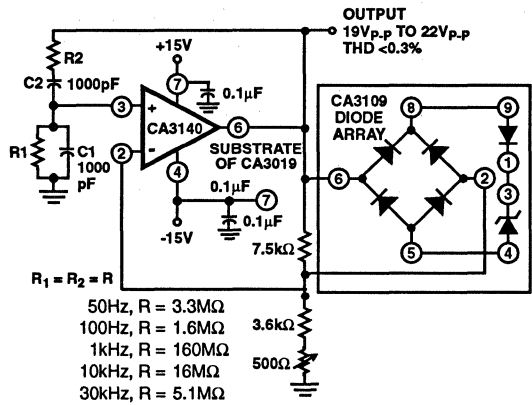 OUTPUT
19VP-P TO 22VP-P
THD <0.3%
+15V
R2
C2 1000pF
7
0.1µF
CA3109
DIODE
ARRAY
8
9
3
+
CA3140
6
SUBSTRATE
OF CA3019
1
R1
C1
1000
pF
2
-
4
0.1µF
7
0.1µF
-15V
6
2
3
5
4
7.5kΩ
R1 = R2 = R
50Hz, R = 3.3MΩ
100Hz, R = 1.6MΩ
1kHz, R = 160MΩ
10kHz, R = 16MΩ
30kHz, R = 5.1MΩ
3.6kΩ
500Ω